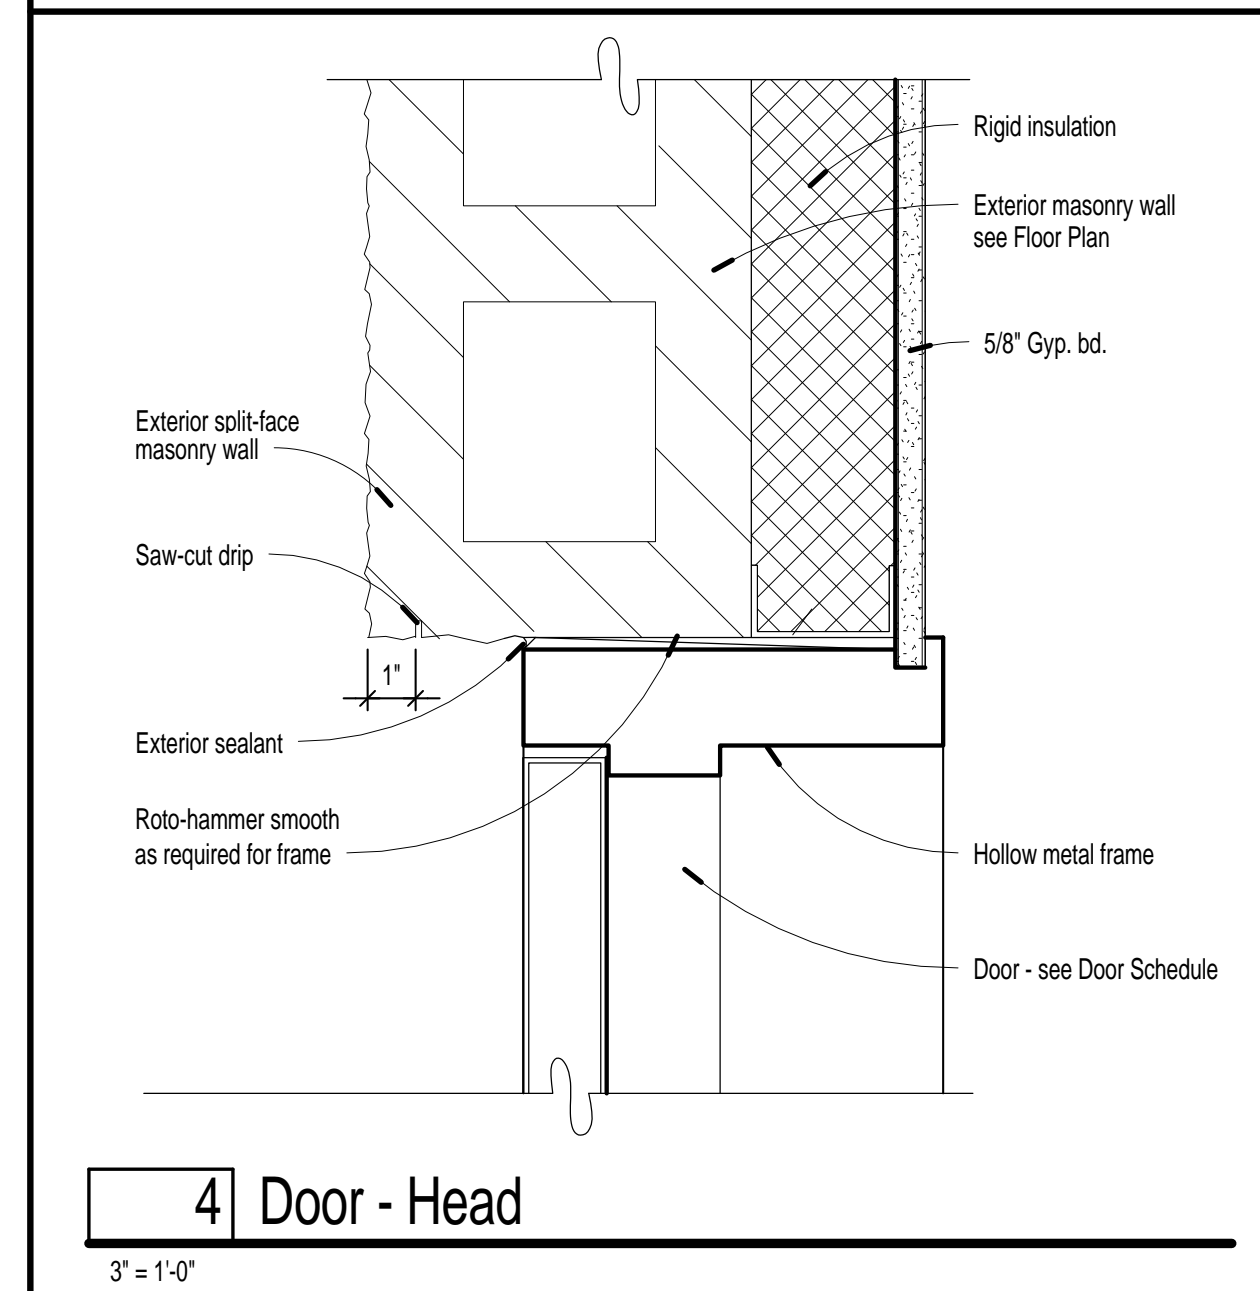 Rigid insulation
Exterior masonry wall
see Floor Plan
5/8" Gyp. bd.
Exterior split-face
masonry wall
Saw-cut drip
1"
Exterior sealant
Roto-hammer smooth
as required for frame
Hollow metal frame
Door - see Door Schedule
4 Door - Head
3" = 1'-0"